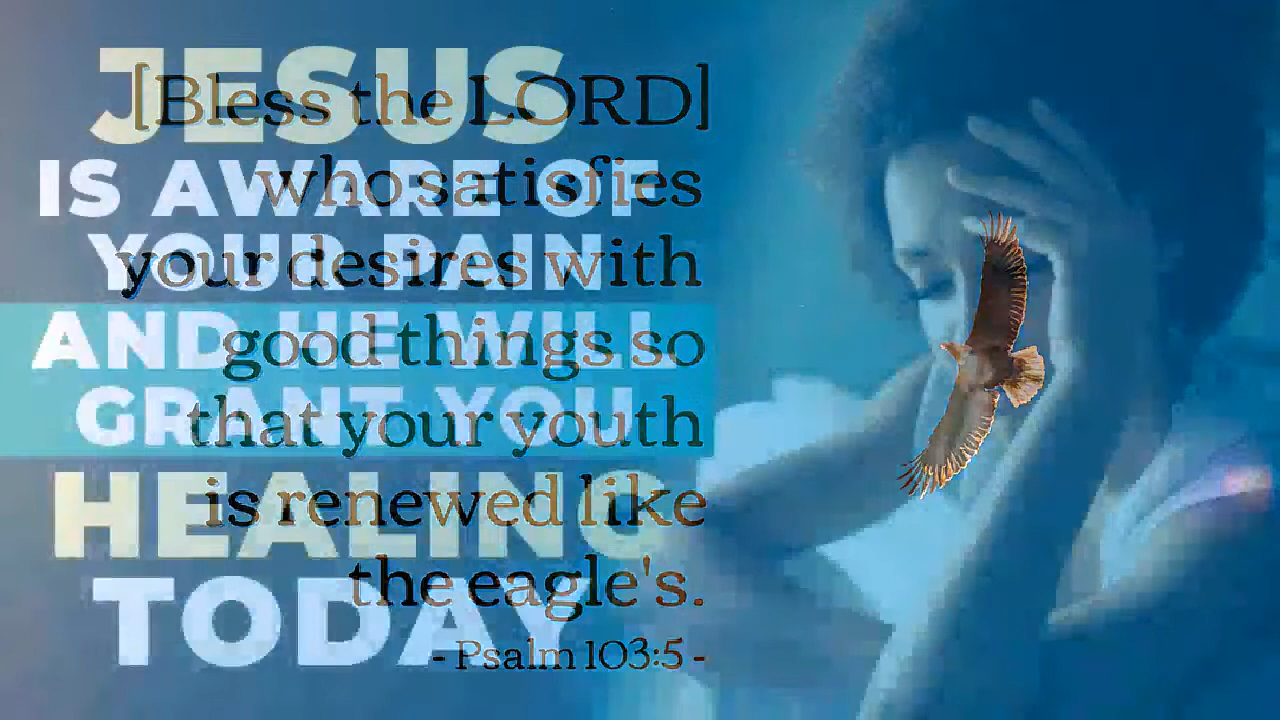 JESUS
IS AWARE OF
YOUR PAIN
AND HE WILL
GRANT YOU
HEALING
TODAY
[Bless the LORD]
who satisfies
your desires with
good things so
that your youth
is renewed like
the eagle's.
- Psalm 103:5 -